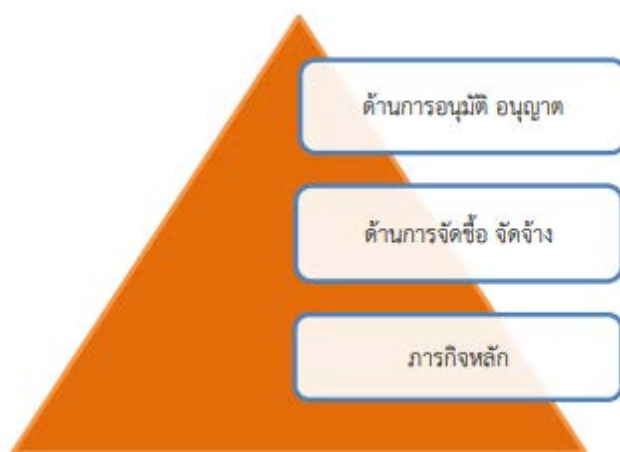 ด้านการอนุมัติ อนุญาต
ด้านการจัดซื้อ จัดจ้าง
ภารกิจหลัก